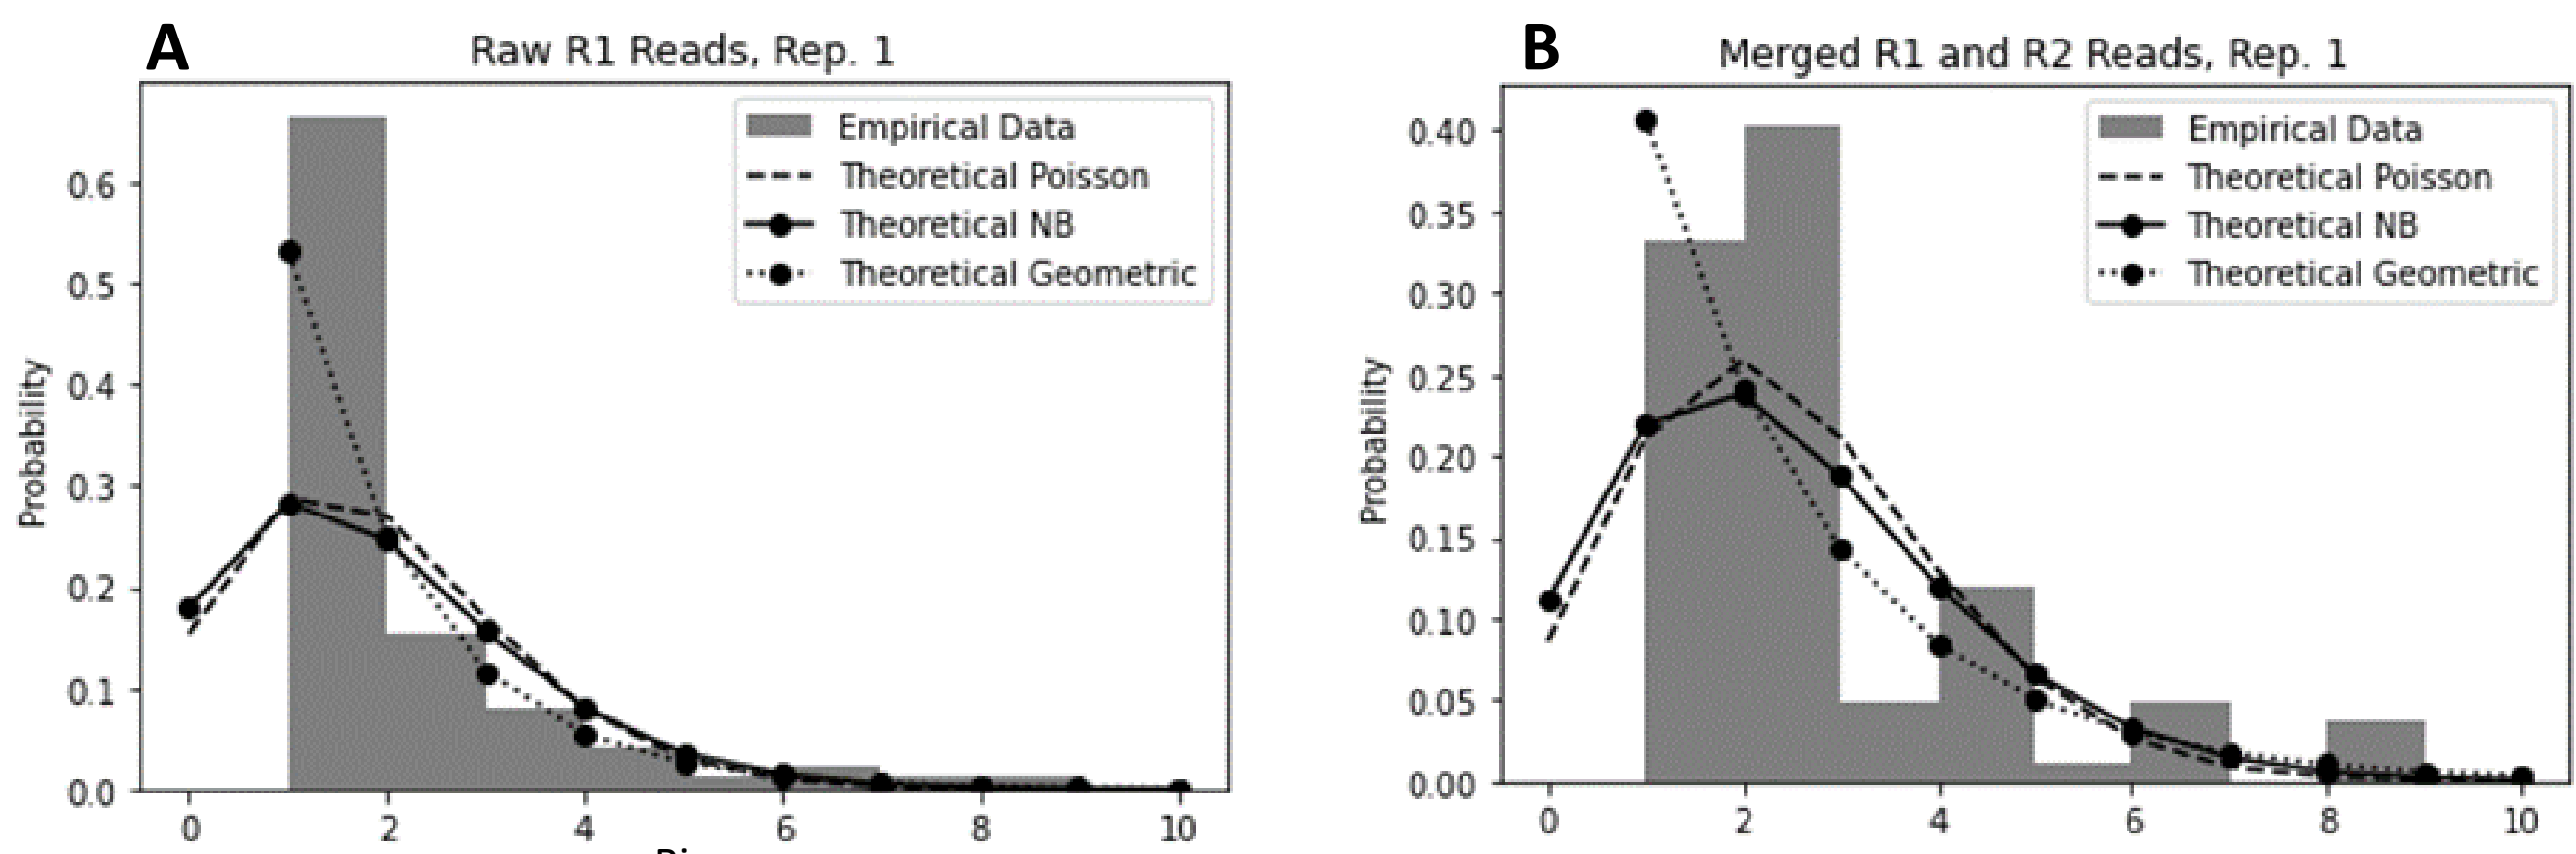 A
Raw R1 Reads, Rep. 1
Empirical Data
Theoretical Poisson
Theoretical NB
Theoretical Geometric
Probability
0.6
0.5
0.4
0.3
0.2
0.1
0.0
0 2 4 6 8 10
B
Merged R1 and R2 Reads, Rep. 1
Empirical Data
Theoretical Poisson
Theoretical NB
Theoretical Geometric
Probability
0.40
0.35
0.30
0.25
0.20
0.15
0.10
0.05
0.00
0 2 4 6 8 10